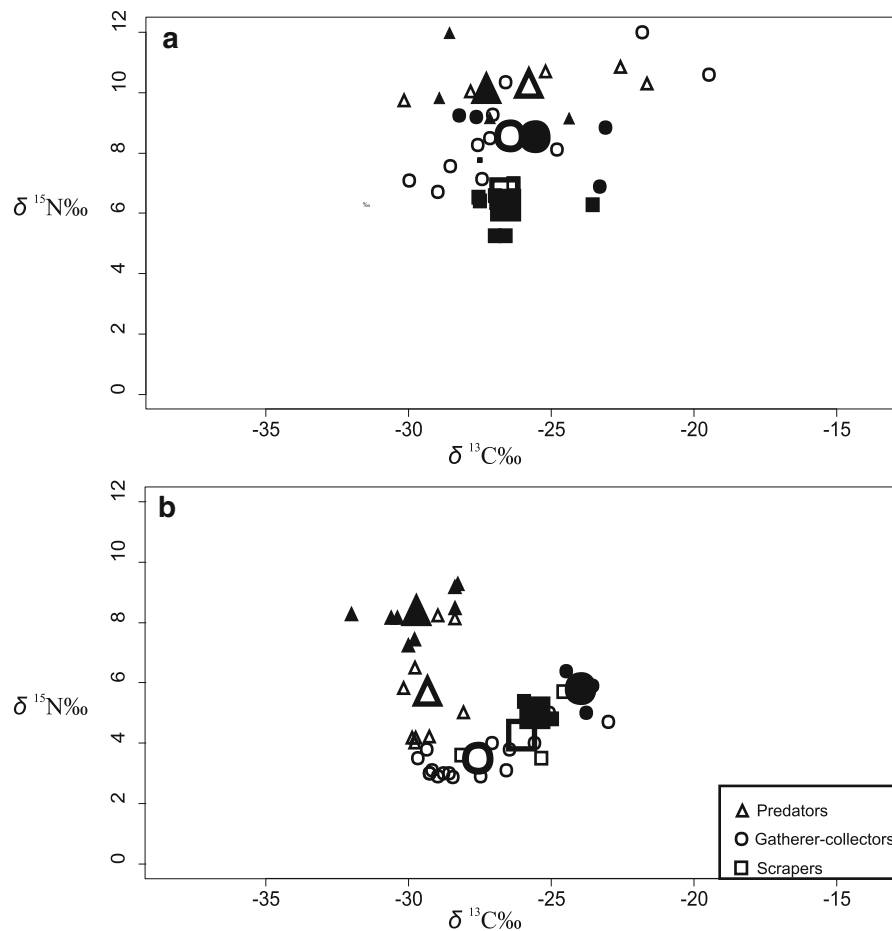 a
12
10
8
6
4
2
0
δ ¹⁵N‰
‰
-35 -30 -25 -20 -15
δ ¹³C‰
b
12
10
8
6
4
2
0
δ ¹⁵N‰
Predators
Gatherer-collectors
Scrapers
-35 -30 -25 -20 -15
δ ¹³C‰